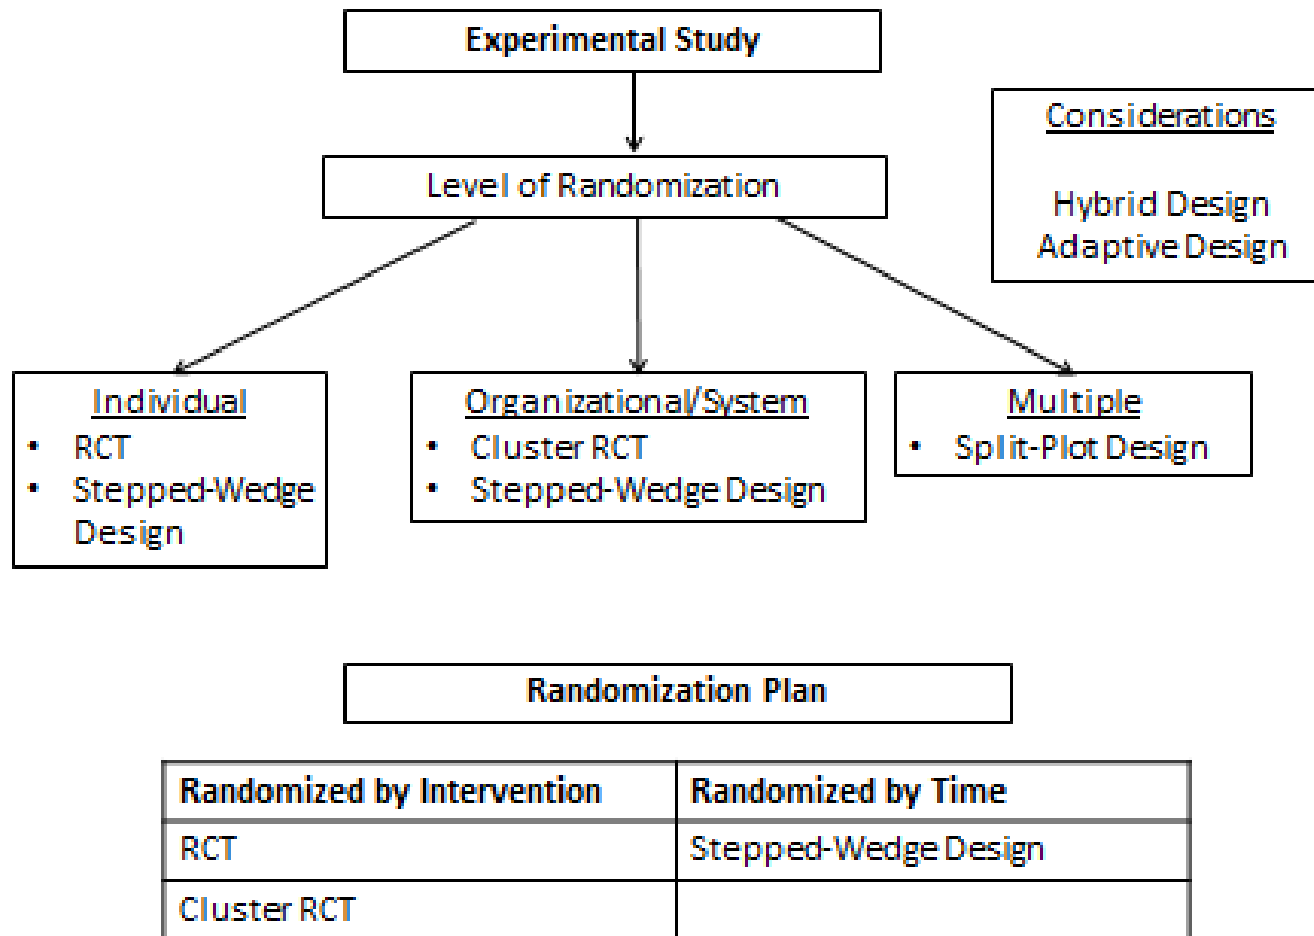 Experimental Study
Considerations
Hybrid Design
Adaptive Design
Level of Randomization
Individual
• RCT
• Stepped-Wedge
Design
Organizational/System
• Cluster RCT
• Stepped-Wedge Design
Multiple
• Split-Plot Design
Randomization Plan
Randomized by Intervention
Randomized by Time
RCT
Stepped-Wedge Design
Cluster RCT